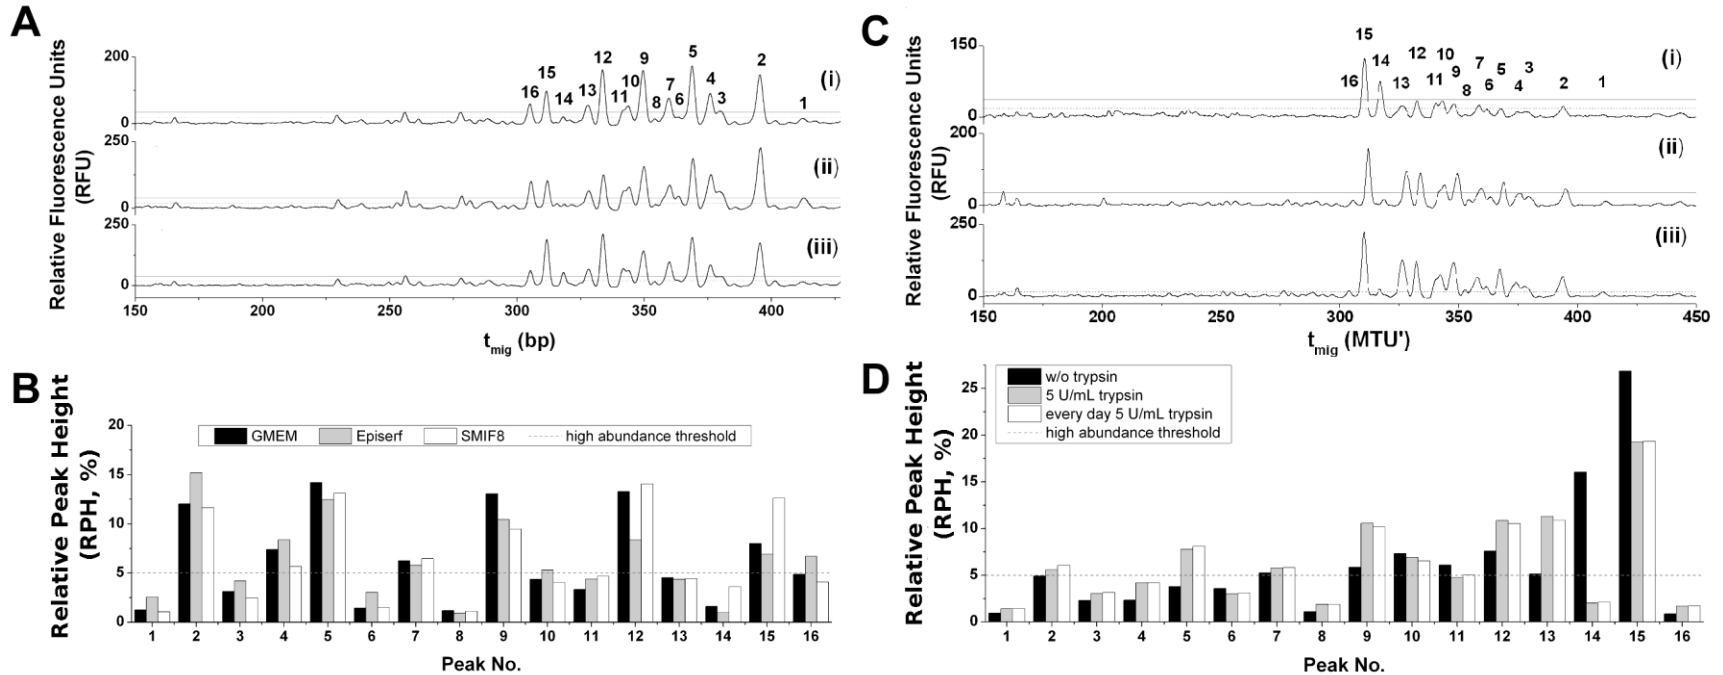 A
Relative Fluorescence Units
(RFU)
200
0
250
0
250
0
(i)
(ii)
(iii)
16 15 14 13 12 11 10 9 8 7 6 5 4 3 2 1
150 200 250 300 350 400
tmig (bp)
B
Relative Peak Height
(RPH, %)
20
15
10
5
0
GMEM Episerf SMIF8 high abundance threshold
1 2 3 4 5 6 7 8 9 10 11 12 13 14 15 16
Peak No.
C
Relative Fluorescence Units
(RFU)
150
0
200
0
250
0
(i)
(ii)
(iii)
16 15 14 13 12 11 10 9 8 7 6 5 4 3 2 1
150 200 250 300 350 400 450
tmig (MTU')
D
Relative Peak Height
(RPH, %)
25
20
15
10
5
0
w/o trypsin
5 U/mL trypsin
every day 5 U/mL trypsin
high abundance threshold
1 2 3 4 5 6 7 8 9 10 11 12 13 14 15 16
Peak No.